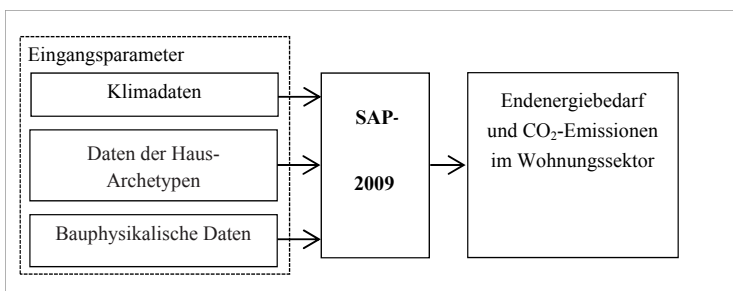 Eingangsparameter
Klimadaten
Daten der Haus-
Archetypen
Bauphysikalische Daten
SAP-
2009
Endenergiebedarf
und CO₂-Emissionen
im Wohnungssektor